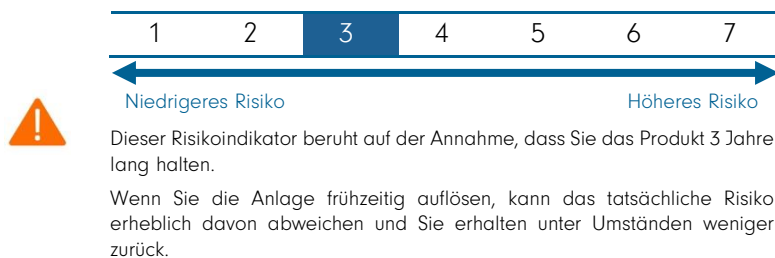 1 2 3 4 5 6 7
Niedrigeres Risiko Höheres Risiko
Dieser Risikoindikator beruht auf der Annahme, dass Sie das Produkt 3 Jahre
lang halten.
Wenn Sie die Anlage frühzeitig auflösen, kann das tatsächliche Risiko
erheblich davon abweichen und Sie erhalten unter Umständen weniger
zurück.